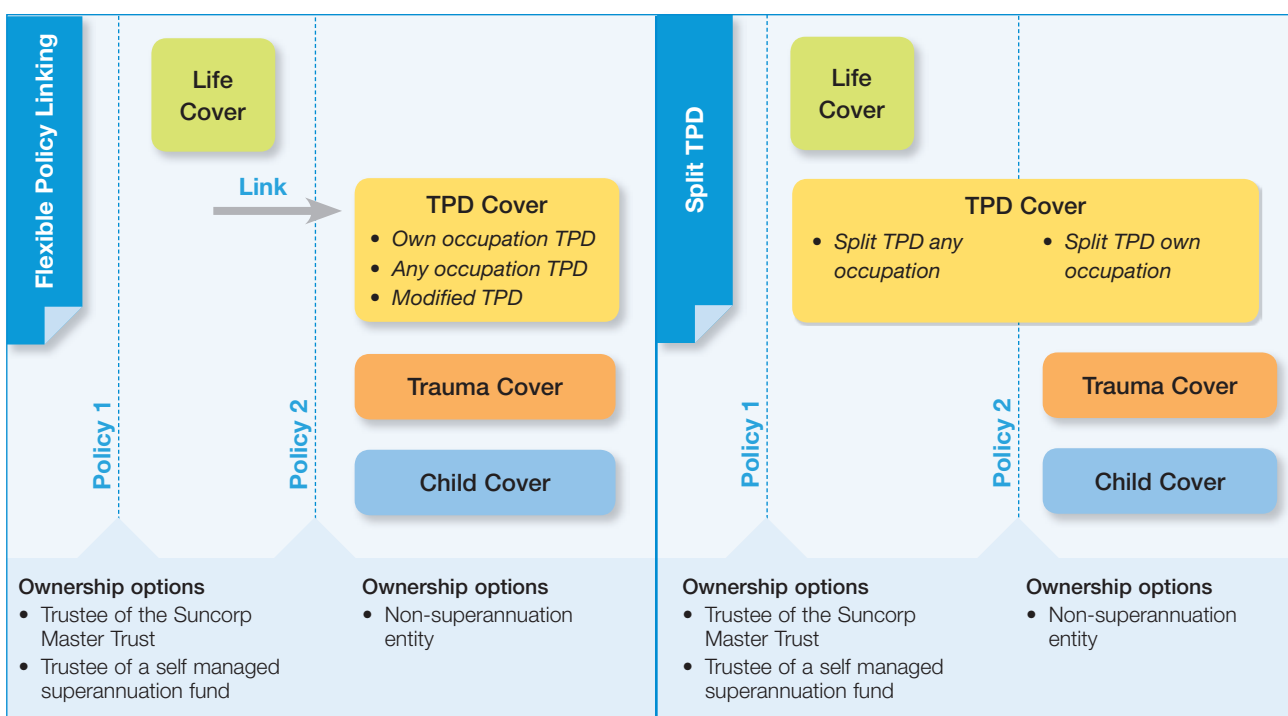 Flexible Policy Linking
Life
Cover
Link
TPD Cover
• Own occupation TPD
• Any occupation TPD
• Modified TPD
Trauma Cover
Child Cover
Policy 1
Policy 2
Ownership options
• Trustee of the Suncorp
Master Trust
• Trustee of a self managed
superannuation fund
Ownership options
• Non-superannuation
entity
Split TPD
Life
Cover
TPD Cover
• Split TPD any
occupation
• Split TPD own
occupation
Trauma Cover
Child Cover
Policy 1
Policy 2
Ownership options
• Trustee of the Suncorp
Master Trust
• Trustee of a self managed
superannuation fund
Ownership options
• Non-superannuation
entity